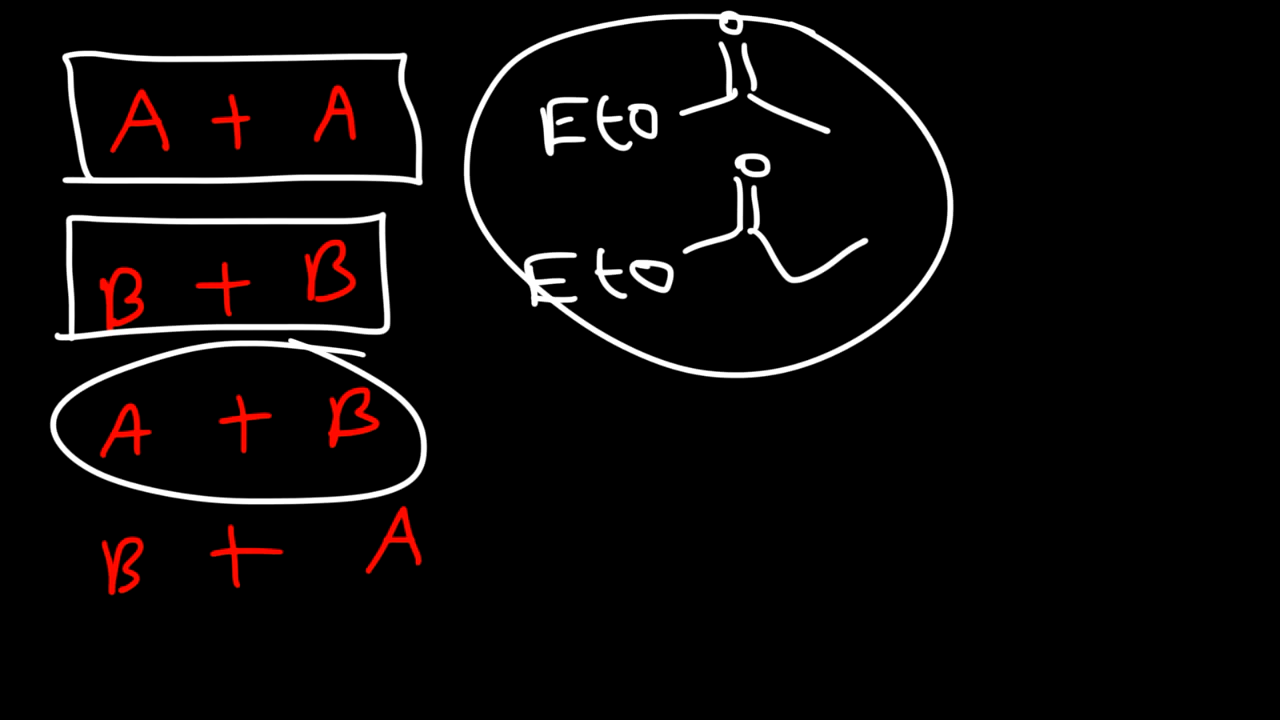 A + A
B + B
A + B
B + A
O
EtO
O
EtO